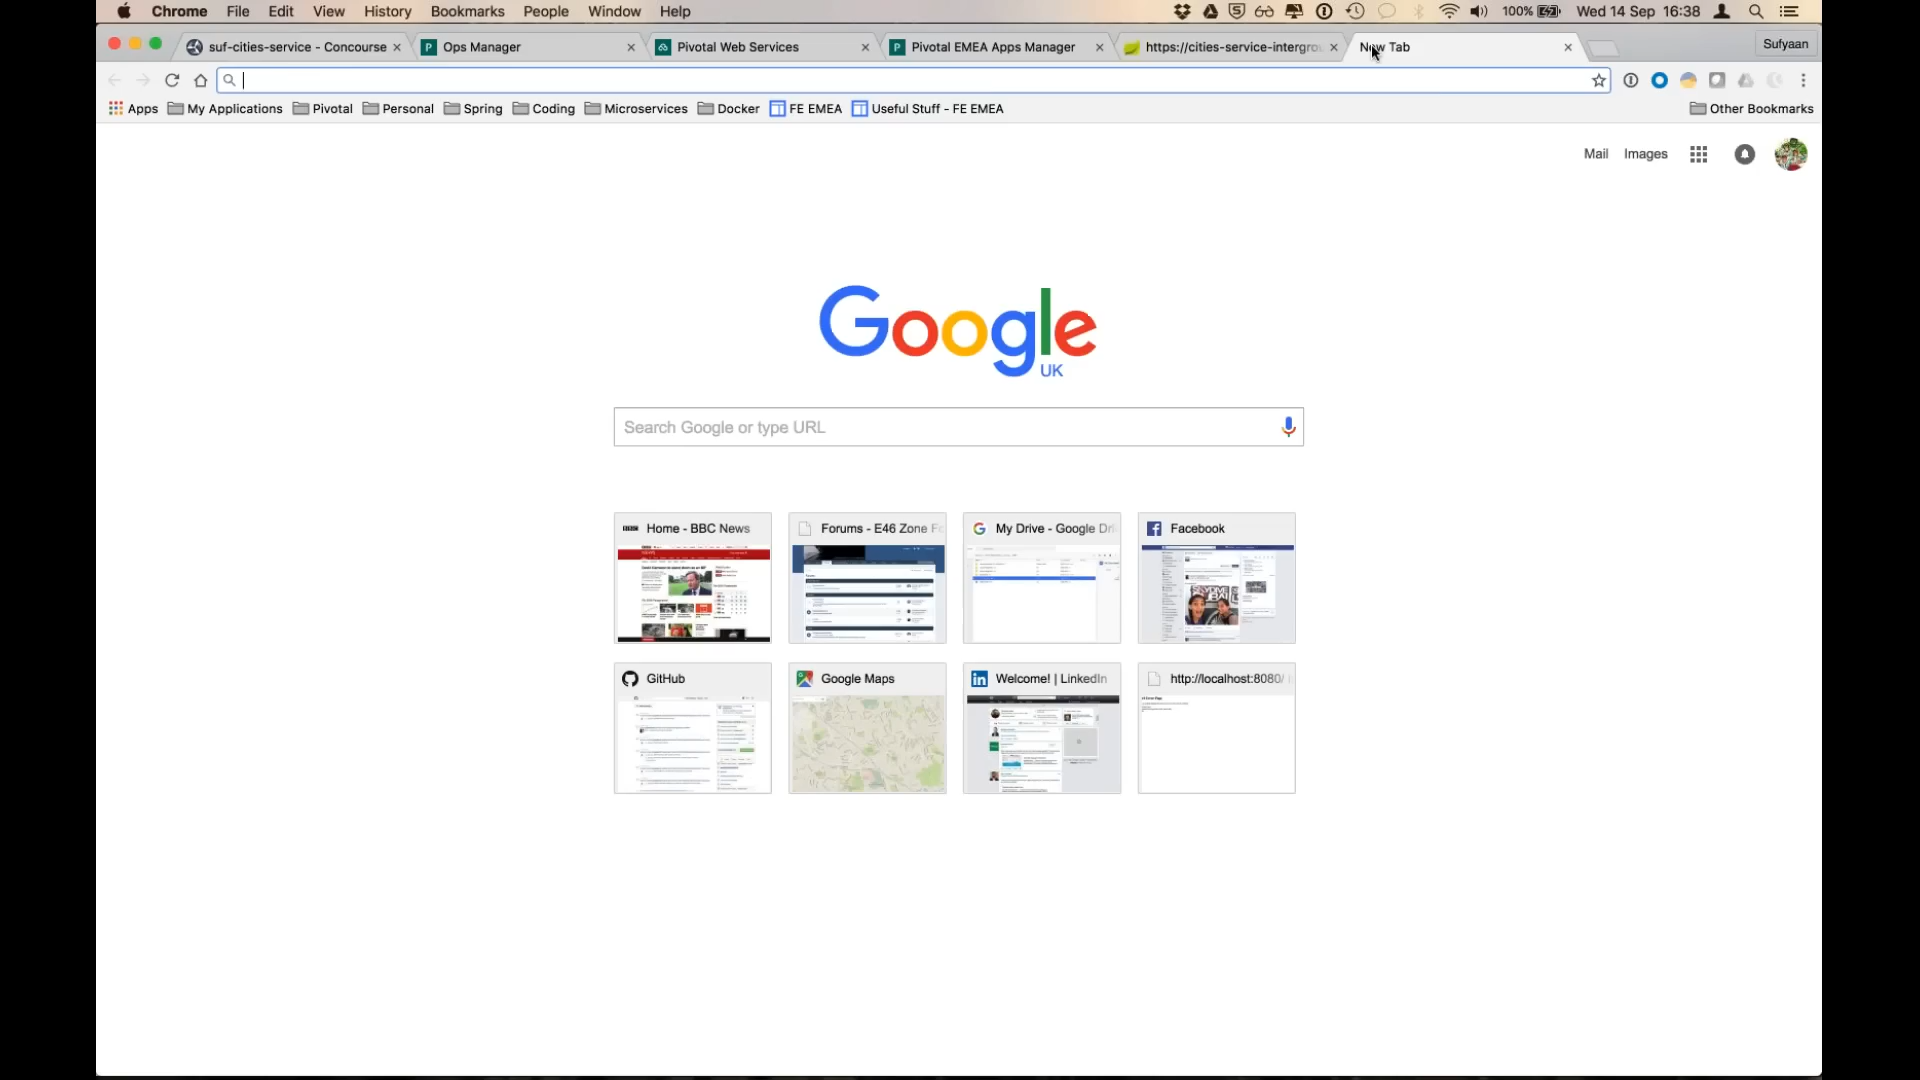 Chrome File Edit View History Bookmarks People Window Help 100% Wed 14 Sep 16:38
suf-cities-service - Concourse Ops Manager Pivotal Web Services Pivotal EMEA Apps Manager https://cities-service-intergro New Tab Sufyaan
Apps My Applications Pivotal Personal Spring Coding Microservices Docker FE EMEA Useful Stuff - FE EMEA Other Bookmarks
Mail Images
Google
UK
Search Google or type URL
Home - BBC News Forums - E46 Zone Fo My Drive - Google Dri Facebook
GitHub Google Maps Welcome! | LinkedIn http://localhost:8080/